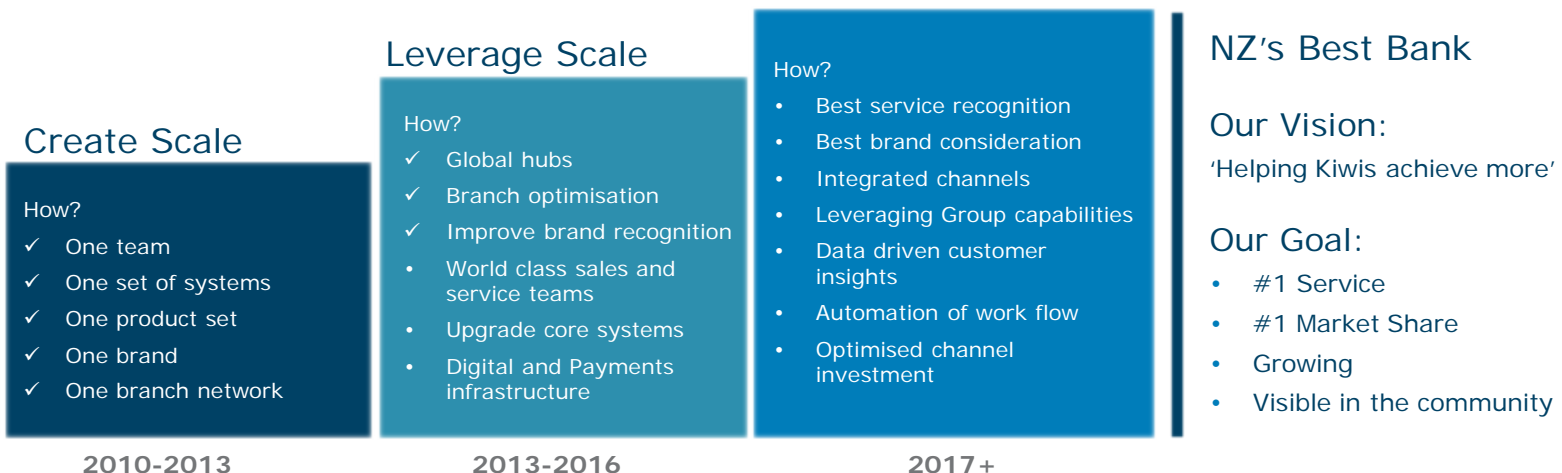 Create Scale
How?
✓ One team
✓ One set of systems
✓ One product set
✓ One brand
✓ One branch network
2010-2013
Leverage Scale
How?
✓ Global hubs
✓ Branch optimisation
✓ Improve brand recognition
• World class sales and
service teams
• Upgrade core systems
• Digital and Payments
infrastructure
2013-2016
How?
• Best service recognition
• Best brand consideration
• Integrated channels
• Leveraging Group capabilities
• Data driven customer
insights
• Automation of work flow
• Optimised channel
investment
2017+
NZ's Best Bank
Our Vision:
'Helping Kiwis achieve more'
Our Goal:
• #1 Service
• #1 Market Share
• Growing
• Visible in the community